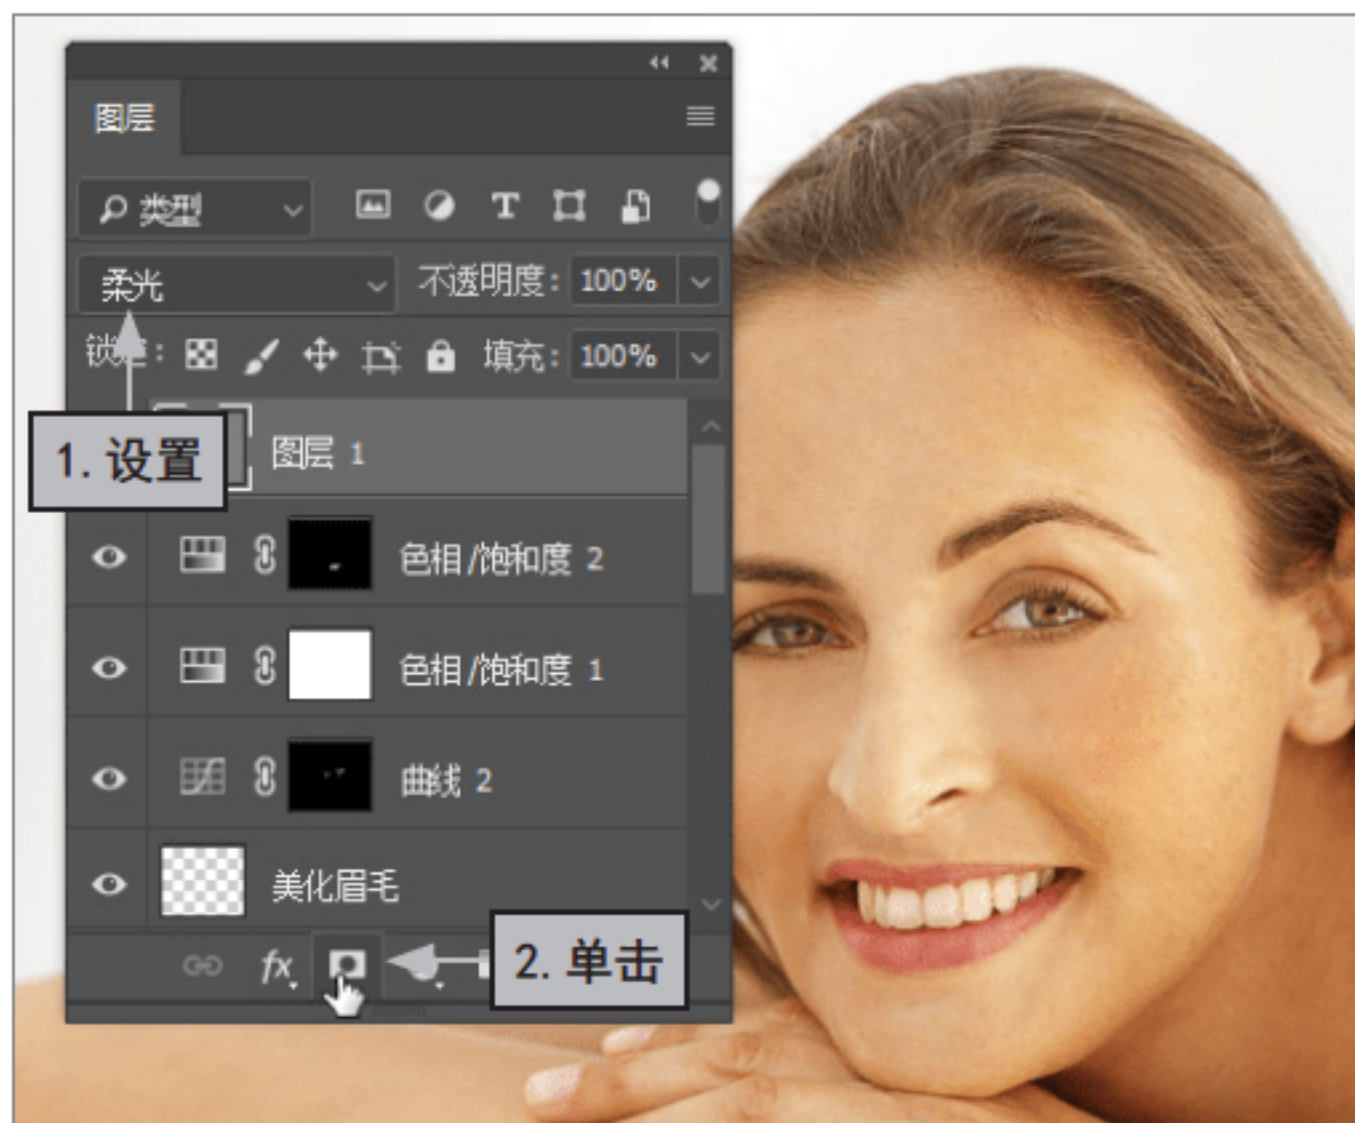 图层
类型
柔光 不透明度: 100%
锁定: 填充: 100%
1. 设置
图层 1
色相/饱和度 2
色相/饱和度 1
曲线 2
美化眉毛
fx
2. 单击